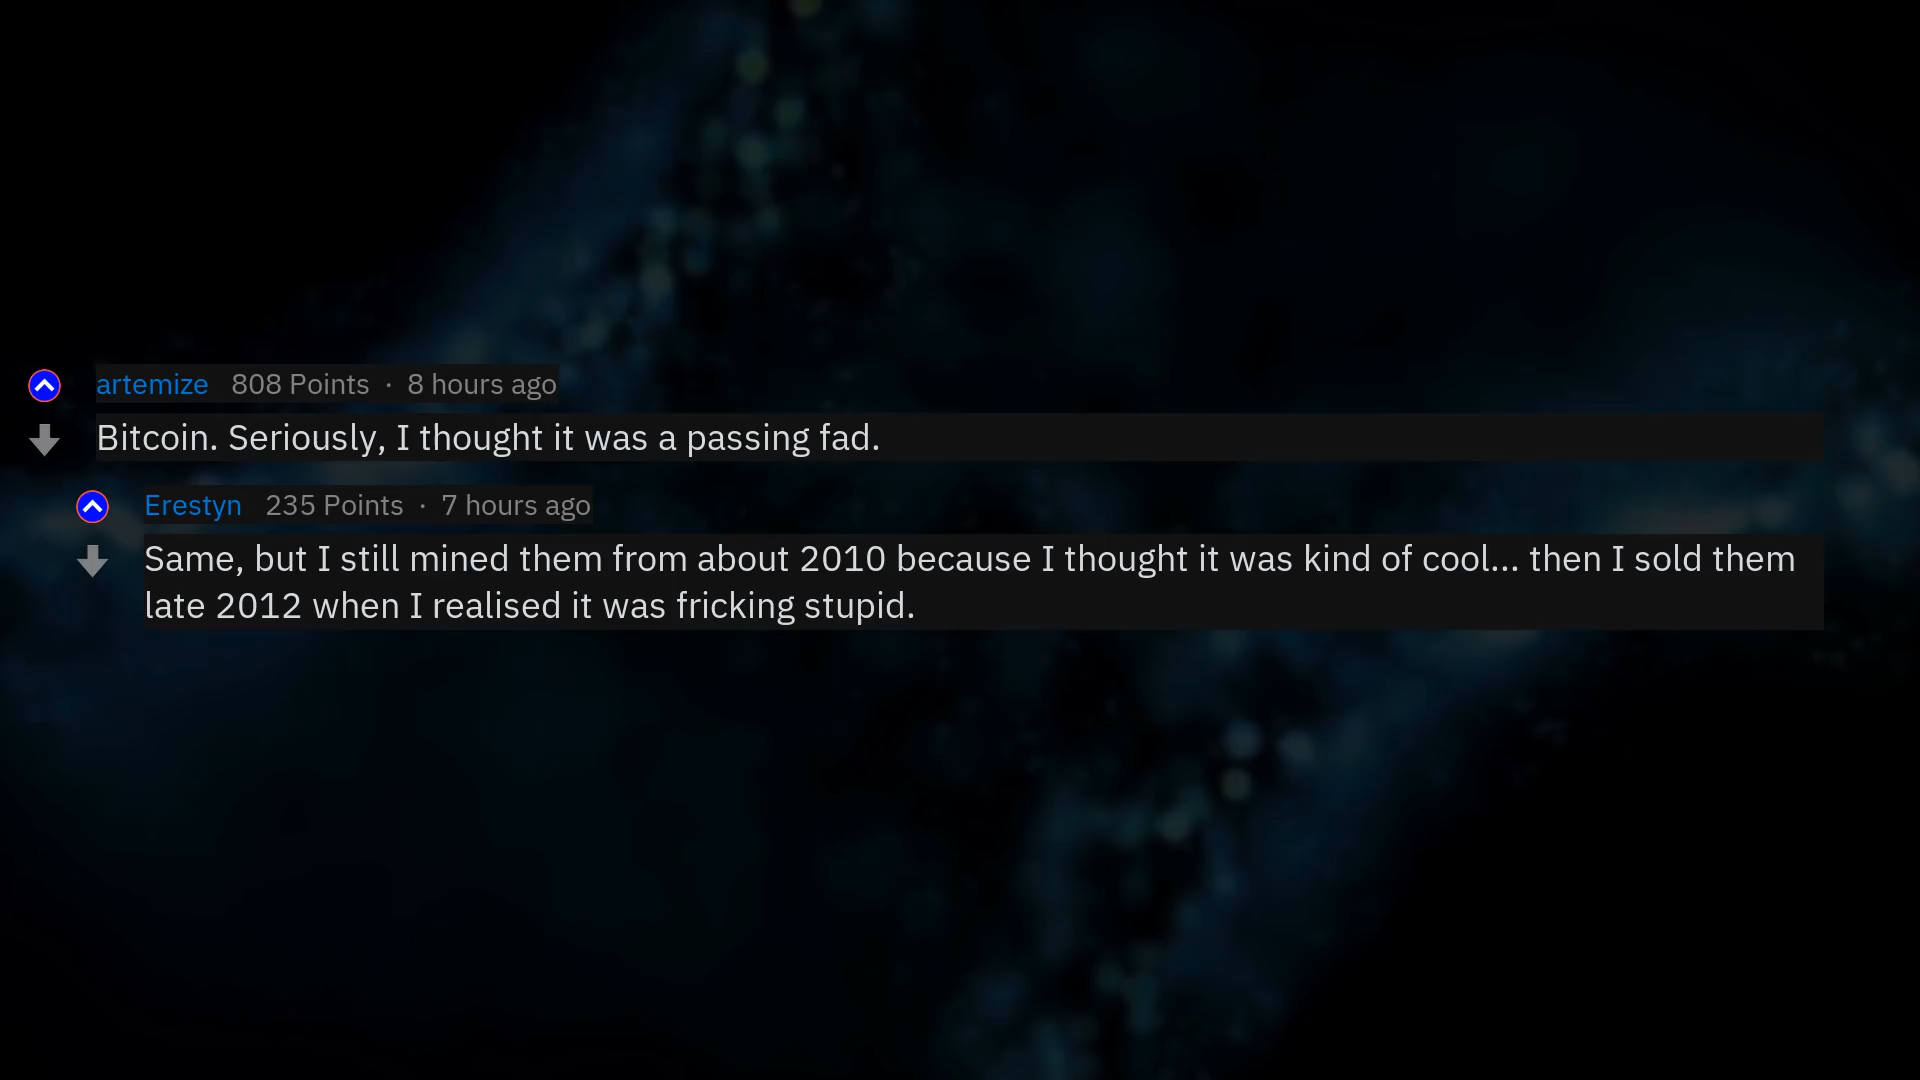 artemize 808 Points · 8 hours ago
Bitcoin. Seriously, I thought it was a passing fad.
Erestyn 235 Points · 7 hours ago
Same, but I still mined them from about 2010 because I thought it was kind of cool... then I sold them
late 2012 when I realised it was fricking stupid.